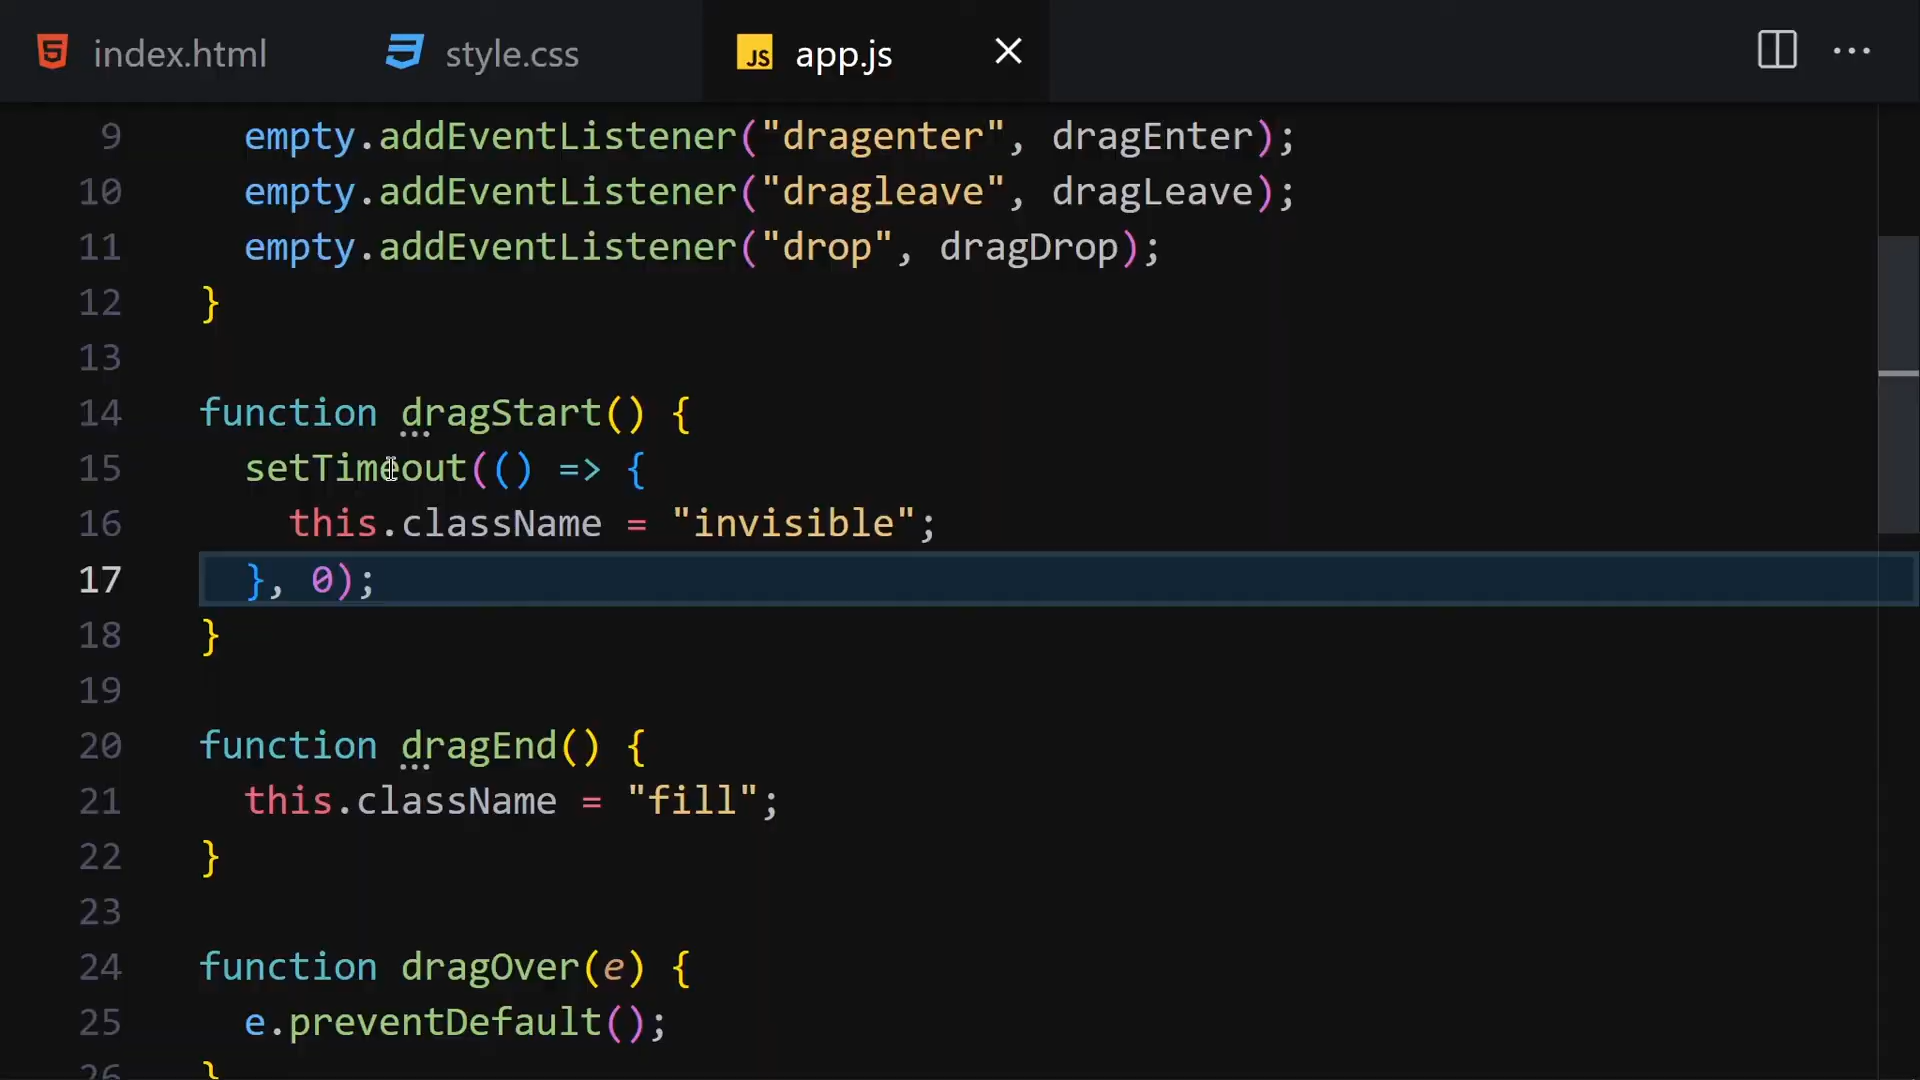 index.html
style.css
JS app.js
9 empty.addEventListener("dragenter", dragEnter);
10 empty.addEventListener("dragleave", dragLeave);
11 empty.addEventListener("drop", dragDrop);
12 }
13
14 function dragStart() {
15 setTimeout(() => {
16 this.className = "invisible";
17 }, 0);
18 }
19
20 function dragEnd() {
21 this.className = "fill";
22 }
23
24 function dragOver(e) {
25 e.preventDefault();
26 }